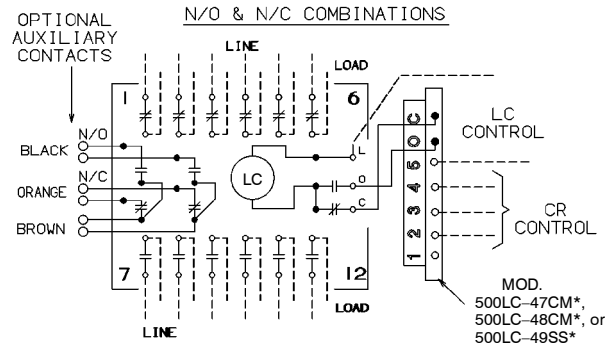 N/O & N/C COMBINATIONS
OPTIONAL
AUXILIARY
CONTACTS
LINE
LOAD
1
6
N/O
BLACK
N/C
ORANGE
BROWN
LC
L
O
C
7
12
LINE
LOAD
C
O
5
4
3
2
1
LC
CONTROL
CR
CONTROL
MOD.
500LC–47CM*,
500LC–48CM*, or
500LC–49SS*